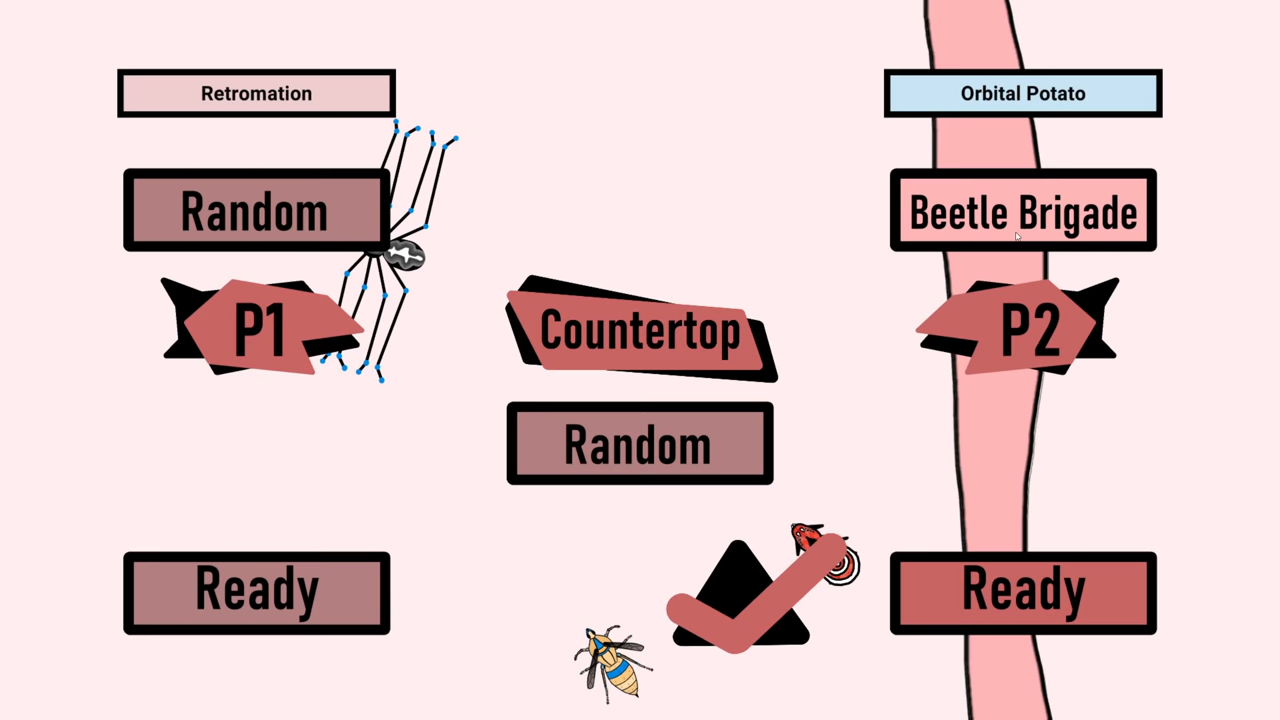 Retromation
Orbital Potato
Random
Beetle Brigade
P1
Countertop
P2
Random
Ready
Ready